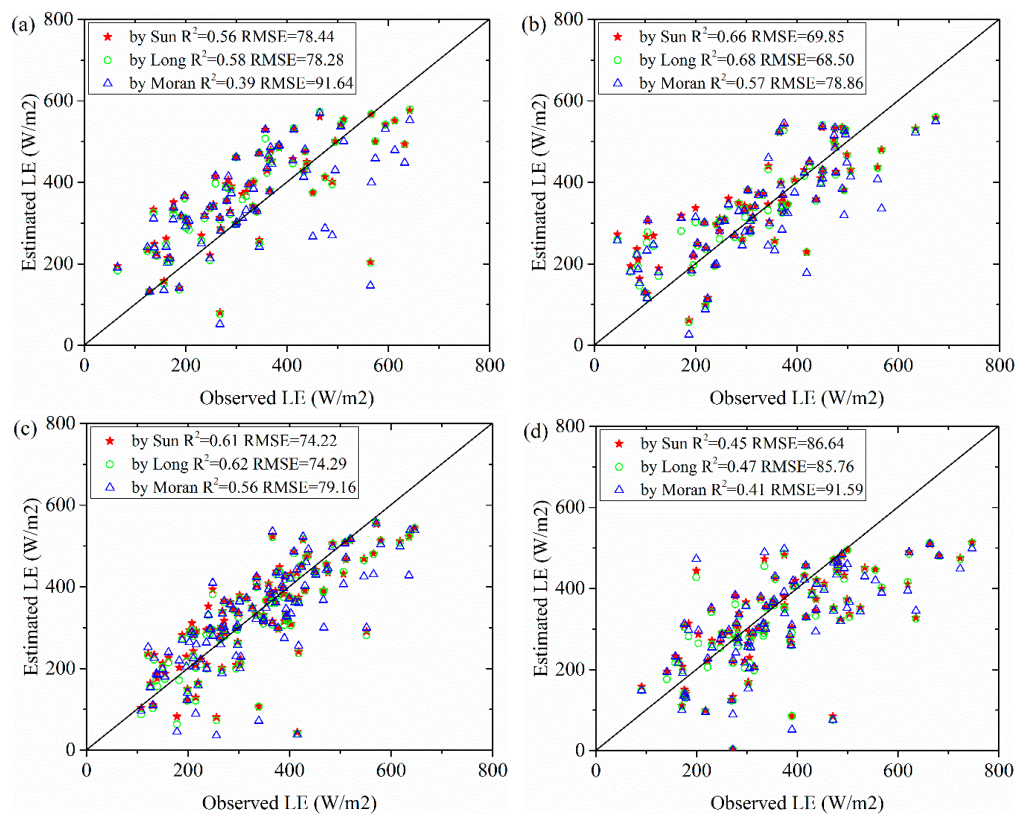 (a)
800
600
400
200
0
Estimated LE (W/m2)
by Sun R²=0.56 RMSE=78.44
by Long R²=0.58 RMSE=78.28
by Moran R²=0.39 RMSE=91.64
0 200 400 600 800
Observed LE (W/m2)
(b)
800
600
400
200
0
Estimated LE (W/m2)
by Sun R²=0.66 RMSE=69.85
by Long R²=0.68 RMSE=68.50
by Moran R²=0.57 RMSE=78.86
0 200 400 600 800
Observed LE (W/m2)
(c)
800
600
400
200
0
Estimated LE (W/m2)
by Sun R²=0.61 RMSE=74.22
by Long R²=0.62 RMSE=74.29
by Moran R²=0.56 RMSE=79.16
0 200 400 600 800
Observed LE (W/m2)
(d)
800
600
400
200
0
Estimated LE (W/m2)
by Sun R²=0.45 RMSE=86.64
by Long R²=0.47 RMSE=85.76
by Moran R²=0.41 RMSE=91.59
0 200 400 600 800
Observed LE (W/m2)